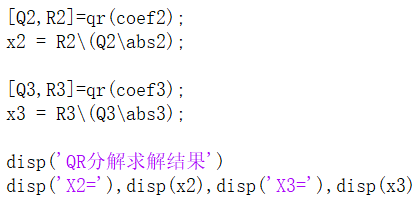 [Q2,R2]=qr(coef2);
x2 = R2\(Q2\abs2);
[Q3,R3]=qr(coef3);
x3 = R3\(Q3\abs3);
disp('QR分解求解结果')
disp('X2='),disp(x2),disp('X3='),disp(x3)